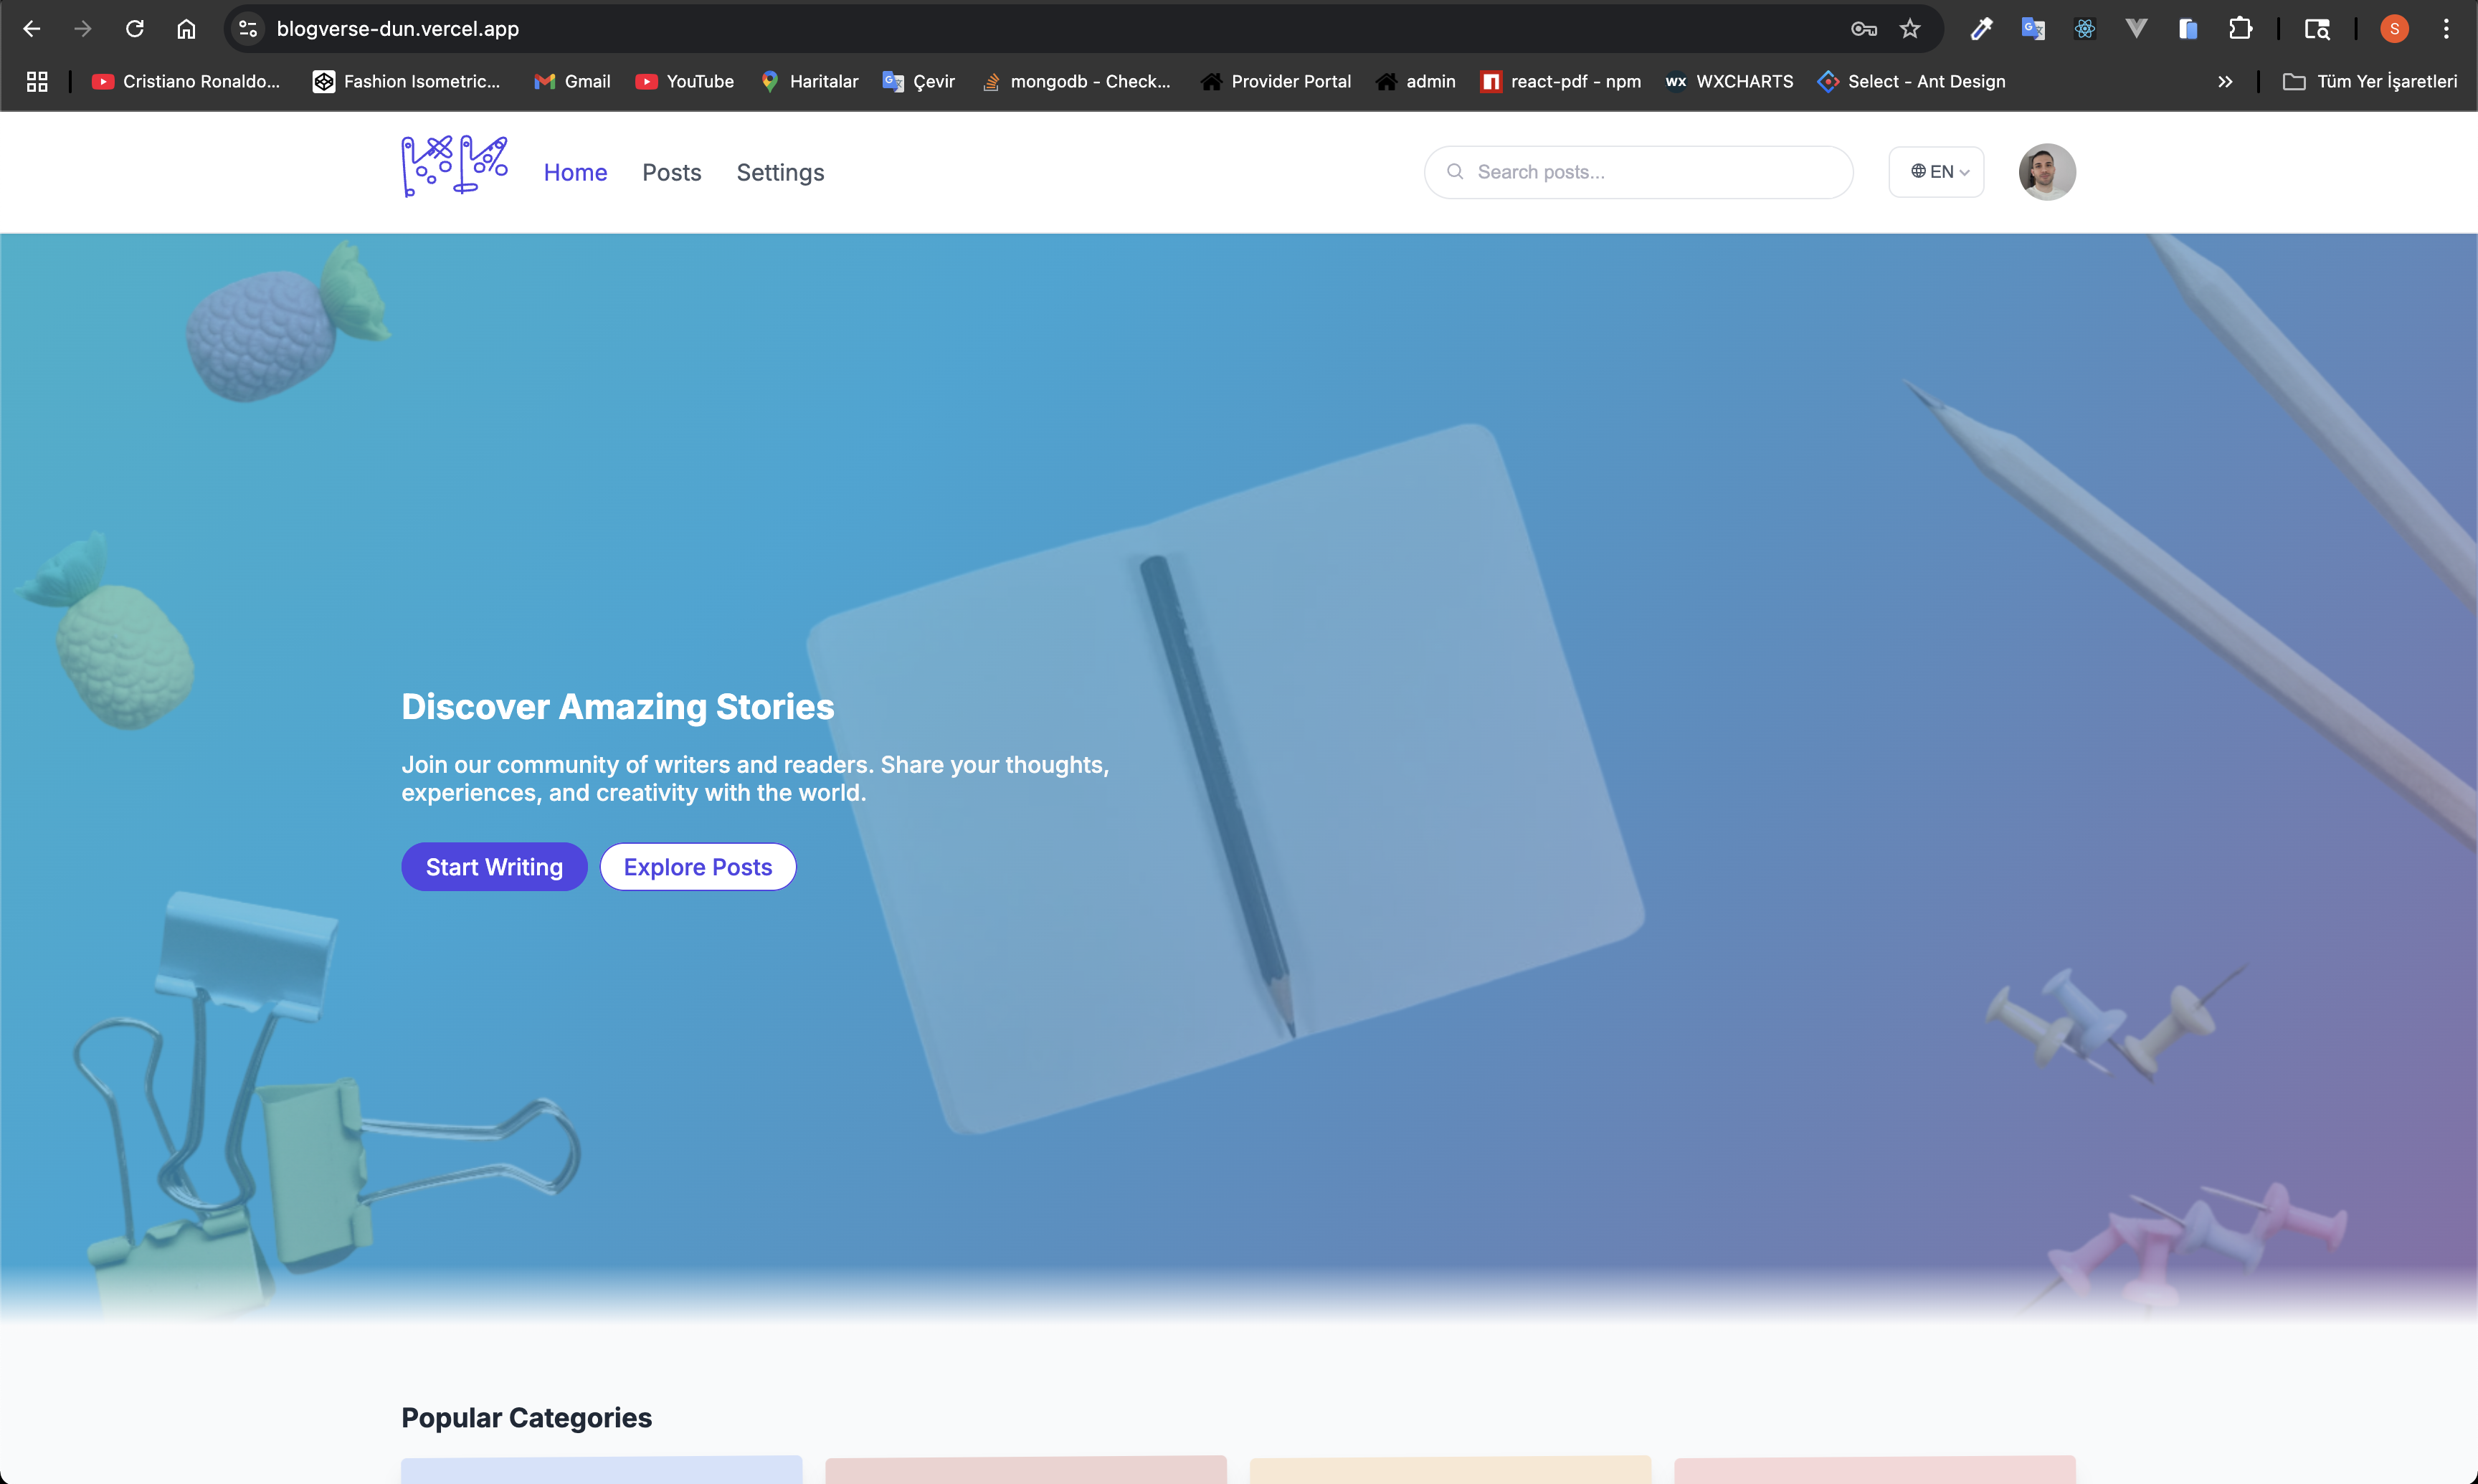 blogverse-dun.vercel.app
S
Cristiano Ronaldo...
Fashion Isometric...
Gmail
YouTube
Haritalar
Çevir
mongodb - Check...
Provider Portal
admin
react-pdf - npm
WXCHARTS
Select - Ant Design
Tüm Yer İşaretleri
Home
Posts
Settings
Search posts...
EN
Discover Amazing Stories
Join our community of writers and readers. Share your thoughts,
experiences, and creativity with the world.
Start Writing
Explore Posts
Popular Categories